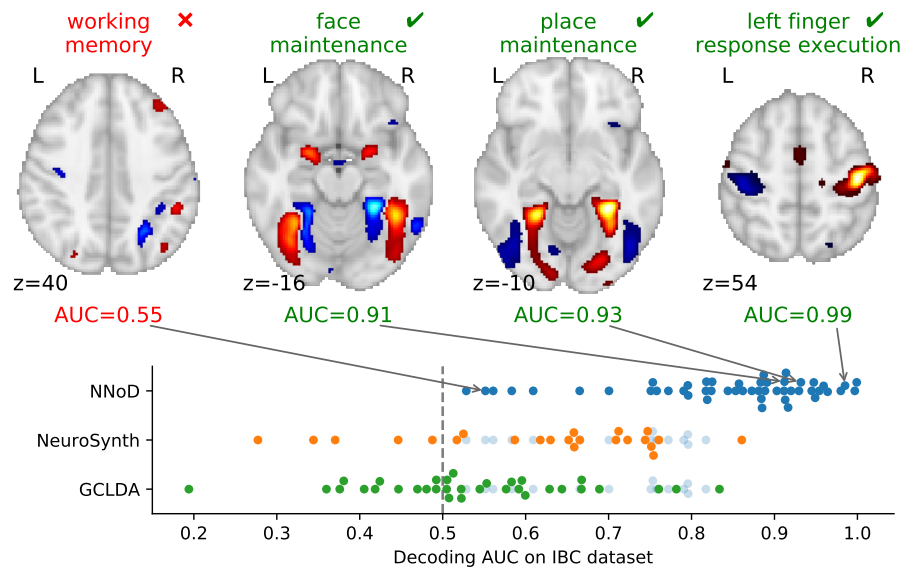 working ✖
memory
face ✔
maintenance
place ✔
maintenance
left finger ✔
response execution
L R
L R
L R
L R
z=40
z=-16
z=-10
z=54
AUC=0.55
AUC=0.91
AUC=0.93
AUC=0.99
NNoD
NeuroSynth
GCLDA
0.2 0.3 0.4 0.5 0.6 0.7 0.8 0.9 1.0
Decoding AUC on IBC dataset